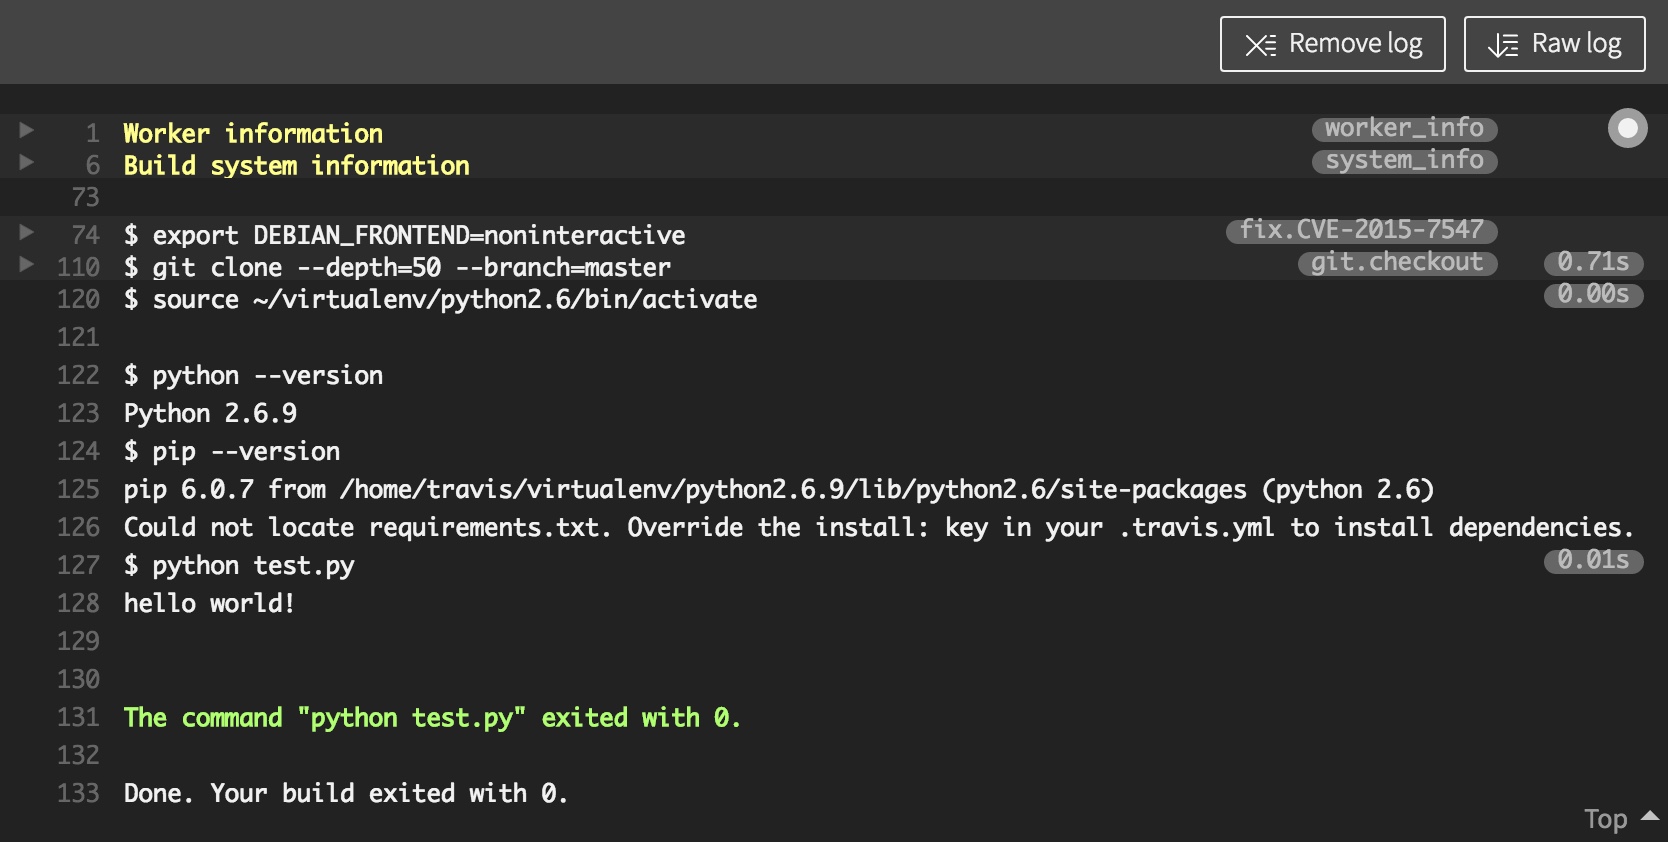 Remove log Raw log
1 Worker information worker_info
6 Build system information system_info
73
74 $ export DEBIAN_FRONTEND=noninteractive fix.CVE-2015-7547
110 $ git clone --depth=50 --branch=master git.checkout 0.71s
120 $ source ~/virtualenv/python2.6/bin/activate 0.00s
121
122 $ python --version
123 Python 2.6.9
124 $ pip --version
125 pip 6.0.7 from /home/travis/virtualenv/python2.6.9/lib/python2.6/site-packages (python 2.6)
126 Could not locate requirements.txt. Override the install: key in your .travis.yml to install dependencies.
127 $ python test.py 0.01s
128 hello world!
129
130
131 The command "python test.py" exited with 0.
132
133 Done. Your build exited with 0.
Top